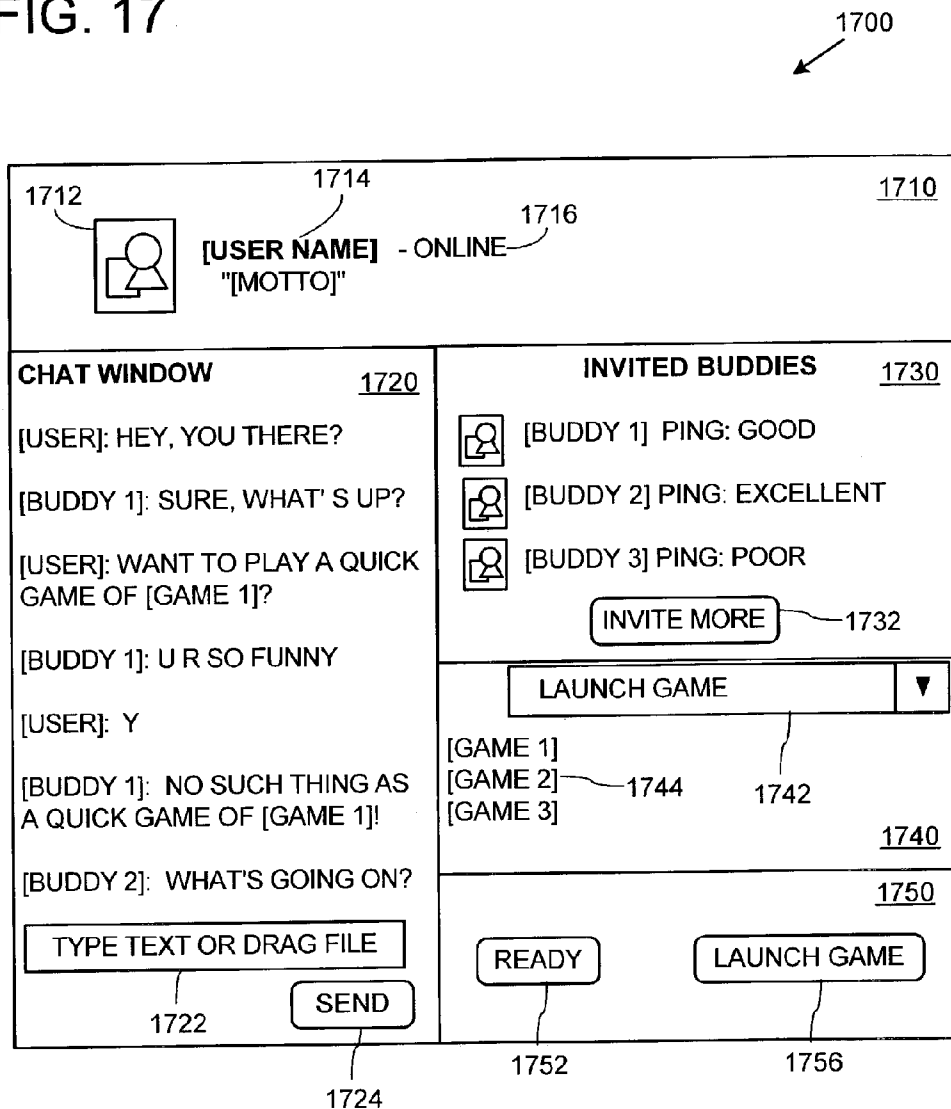 FIG. 17
1700
1712
1714
1716
1710
[USER NAME] - ONLINE
"[MOTTO]"
CHAT WINDOW
1720
[USER]: HEY, YOU THERE?
[BUDDY 1]: SURE, WHAT' S UP?
[USER]: WANT TO PLAY A QUICK
GAME OF [GAME 1]?
[BUDDY 1]: U R SO FUNNY
[USER]: Y
[BUDDY 1]: NO SUCH THING AS
A QUICK GAME OF [GAME 1]!
[BUDDY 2]: WHAT'S GOING ON?
TYPE TEXT OR DRAG FILE
SEND
1722
1724
INVITED BUDDIES
1730
[BUDDY 1] PING: GOOD
[BUDDY 2] PING: EXCELLENT
[BUDDY 3] PING: POOR
INVITE MORE
1732
LAUNCH GAME
[GAME 1]
[GAME 2]
[GAME 3]
1744
1742
1740
1750
READY
LAUNCH GAME
1752
1756